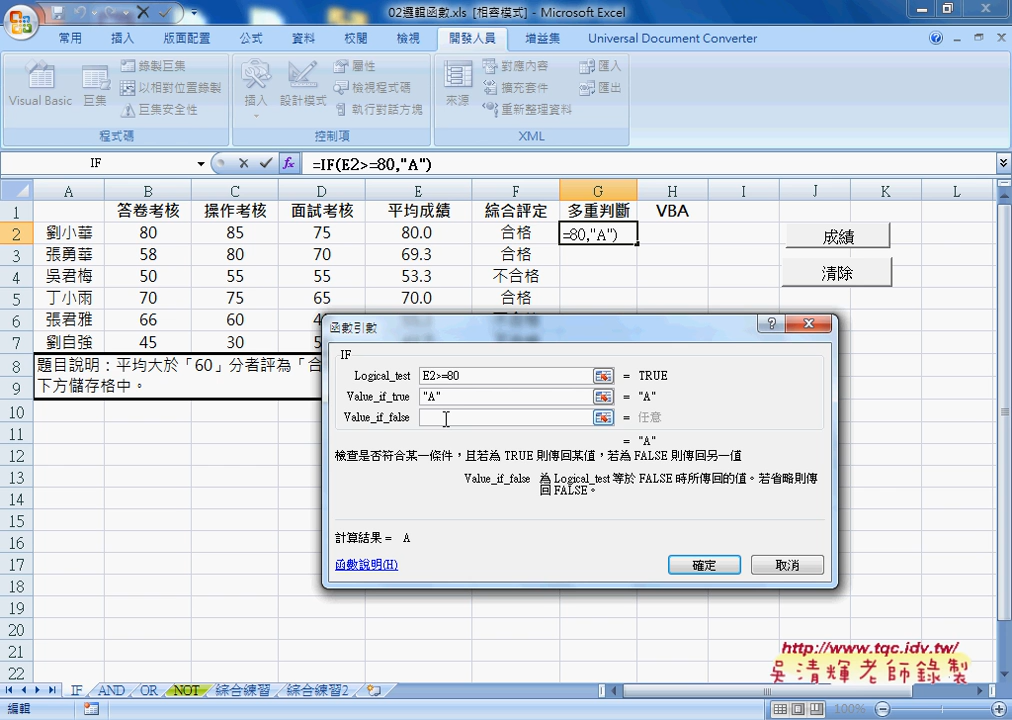 02邏輯函數.xls [相容模式] - Microsoft Excel
常用 插入 版面配置 公式 資料 校閱 檢視 開發人員 增益集 Universal Document Converter
Visual Basic 巨集 錄製巨集 以相對位置錄製 巨集安全性 程式碼
插入 設計模式 屬性 檢視程式碼 執行對話方塊 控制項
來源 對應內容 擴充套件 重新整理資料 匯入 匯出 XML
IF =IF(E2>=80,"A")
A B C D E F G H I J K L
1 答卷考核 操作考核 面試考核 平均成績 綜合評定 多重判斷 VBA
2 劉小華 80 85 75 80.0 合格 =80,"A")
成績
3 張勇華 58 80 70 69.3 合格
4 吳君梅 50 55 55 53.3 不合格
清除
5 丁小雨 70 75 65 70.0 合格
6 張君雅 66 60
7 劉自強 45 30
8 題目說明：平均大於「60」分者評為「合
9 下方儲存格中。
10
11
12
13
14
15
16
17
18
19
20
21
22
函數引數
IF
Logical_test E2>=80 = TRUE
Value_if_true "A" = "A"
Value_if_false = 任意
= "A"
檢查是否符合某一條件，且若為 TRUE 則傳回某值，若為 FALSE 則傳回另一值
Value_if_false 為 Logical_test 等於 FALSE 時所傳回的值。若省略則傳
回 FALSE。
計算結果 = A
函數說明(H) 確定 取消
http://www.tqc.idv.tw/
吳清輝老師錄製
IF AND OR NOT 綜合練習 綜合練習2
編輯 100%